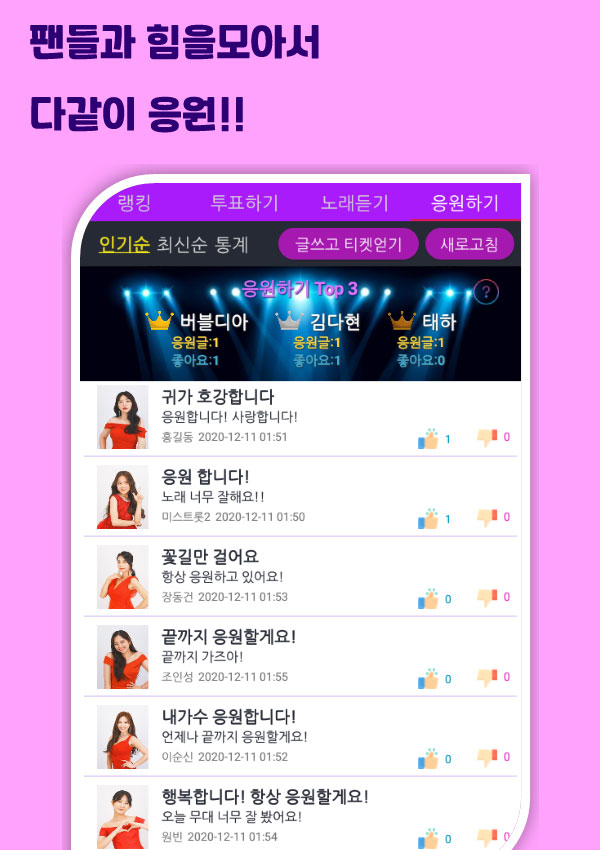 팬들과 힘을모아서
다같이 응원!!
랭킹 투표하기 노래듣기 응원하기
인기순 최신순 통계 글쓰고 티켓얻기 새로고침
응원하기 Top 3 ?
버블디아 김다현 태하
응원글:1 응원글:1 응원글:1
좋아요:1 좋아요:1 좋아요:0
귀가 호강합니다
응원합니다! 사랑합니다!
홍길동 2020-12-11 01:51 1 0
응원 합니다!
노래 너무 잘해요!!
미스트롯2 2020-12-11 01:50 1 0
꽃길만 걸어요
항상 응원하고 있어요!
장동건 2020-12-11 01:53 0 0
끝까지 응원할게요!
끝까지 가즈아!
조인성 2020-12-11 01:55 0 0
내가수 응원합니다!
언제나 끝까지 응원할게요!
이순신 2020-12-11 01:52 0 0
행복합니다! 항상 응원할게요!
오늘 무대 너무 잘 봤어요!
원빈 2020-12-11 01:54 0 0